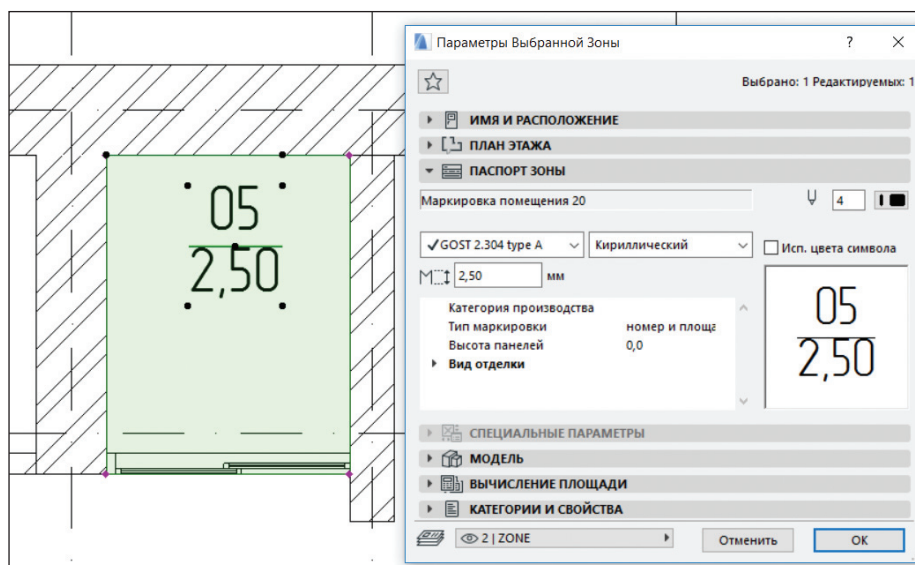 05
2,50
Параметры Выбранной Зоны
Выбрано: 1 Редактируемых: 1
ИМЯ И РАСПОЛОЖЕНИЕ
ПЛАН ЭТАЖА
ПАСПОРТ ЗОНЫ
Маркировка помещения 20
4
GOST 2.304 type A
Кириллический
Исп. цвета символа
2,50 мм
Категория производства
Тип маркировки номер и площа
Высота панелей 0,0
Вид отделки
05
2,50
СПЕЦИАЛЬНЫЕ ПАРАМЕТРЫ
МОДЕЛЬ
ВЫЧИСЛЕНИЕ ПЛОЩАДИ
КАТЕГОРИИ И СВОЙСТВА
2 | ZONE
Отменить
ОК